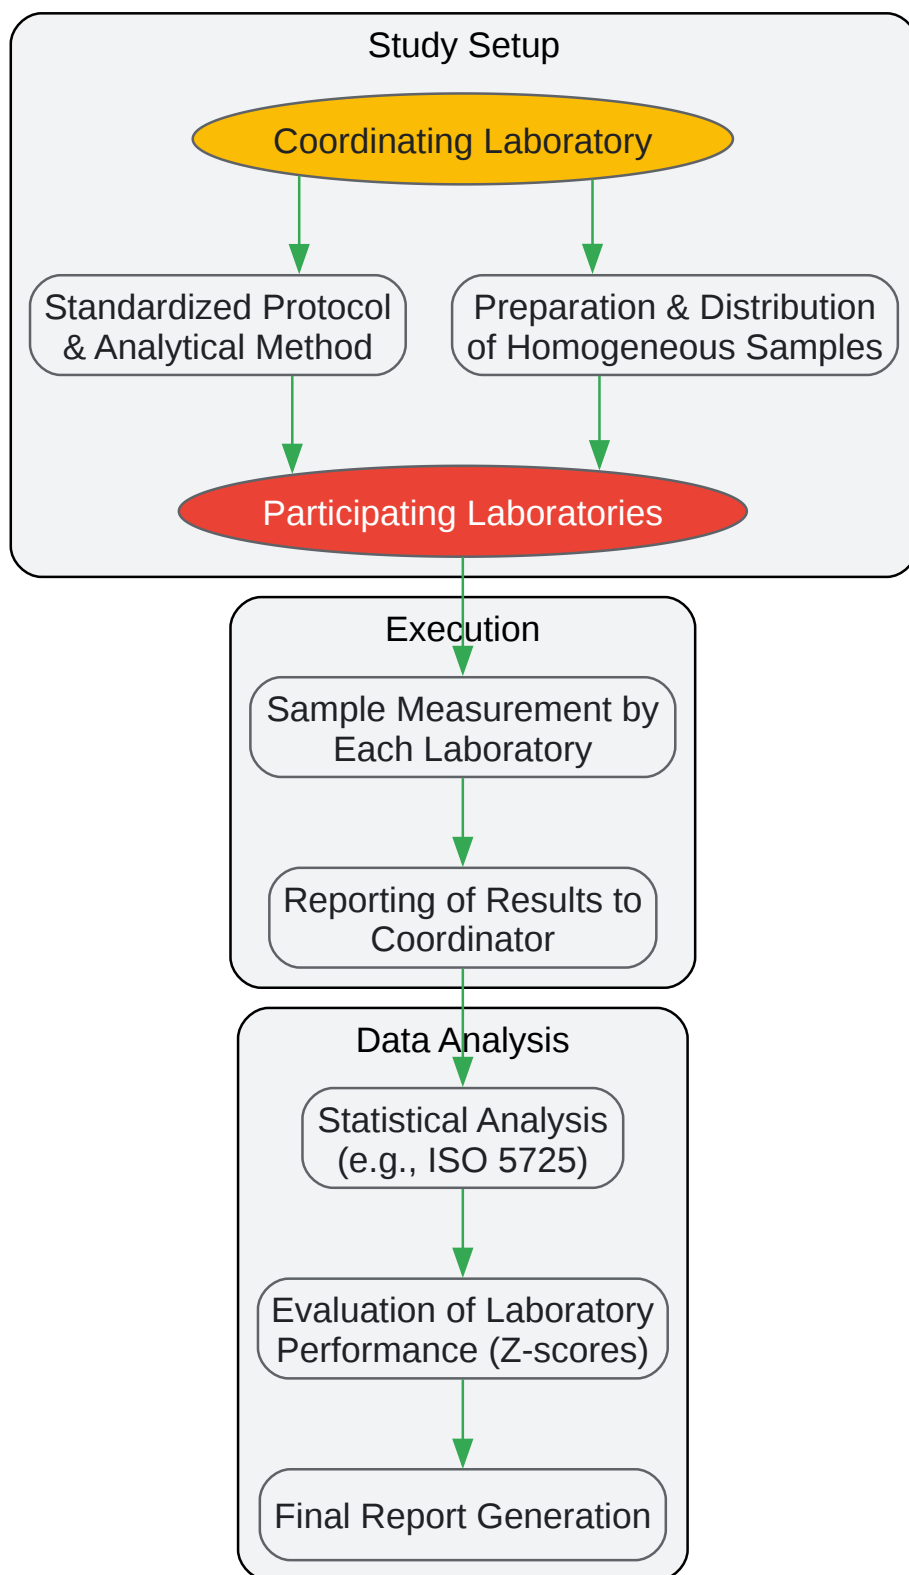 Study Setup
Coordinating Laboratory
Standardized Protocol
& Analytical Method
Preparation & Distribution
of Homogeneous Samples
Participating Laboratories
Execution
Sample Measurement by
Each Laboratory
Reporting of Results to
Coordinator
Data Analysis
Statistical Analysis
(e.g., ISO 5725)
Evaluation of Laboratory
Performance (Z-scores)
Final Report Generation